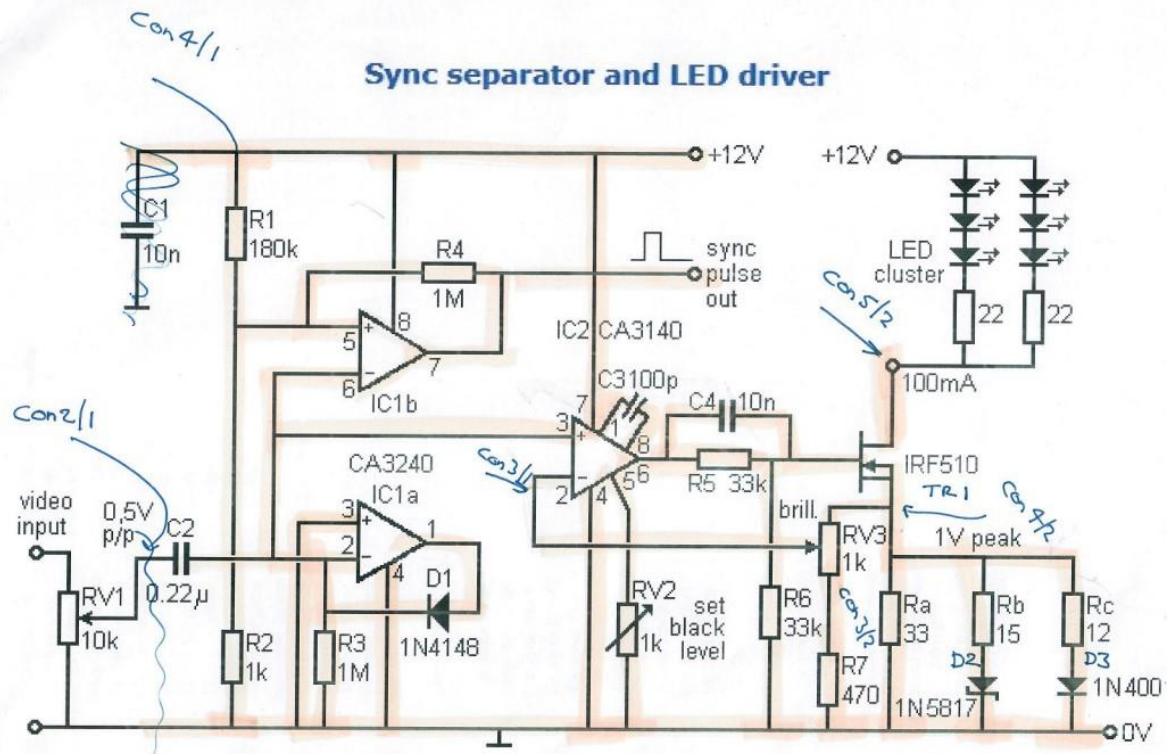 Con4/1
Sync separator and LED driver
+12V
+12V
C1
10n
R1
180k
R4
1M
sync
pulse
out
LED
cluster
22
22
Con5/2
100mA
5
+
8
7
6
−
IC1b
IC2 CA3140
C3 100p
7
1
8
3
+
2
−
4
5
6
C4
10n
R5 33k
IRF510
TR1
Con2/1
Con3/1
CA3240
IC1a
3
+
1
2
−
4
video
input
0,5V
p/p
C2
0.22µ
RV1
10k
D1
1N4148
R2
1k
R3
1M
RV2
1k
set
black
level
R6
33k
brill.
RV3
1k
Con3/2
R7
470
Con4/2
1V peak
Ra
33
Rb
15
Rc
12
D2
D3
1N5817
1N400
0V